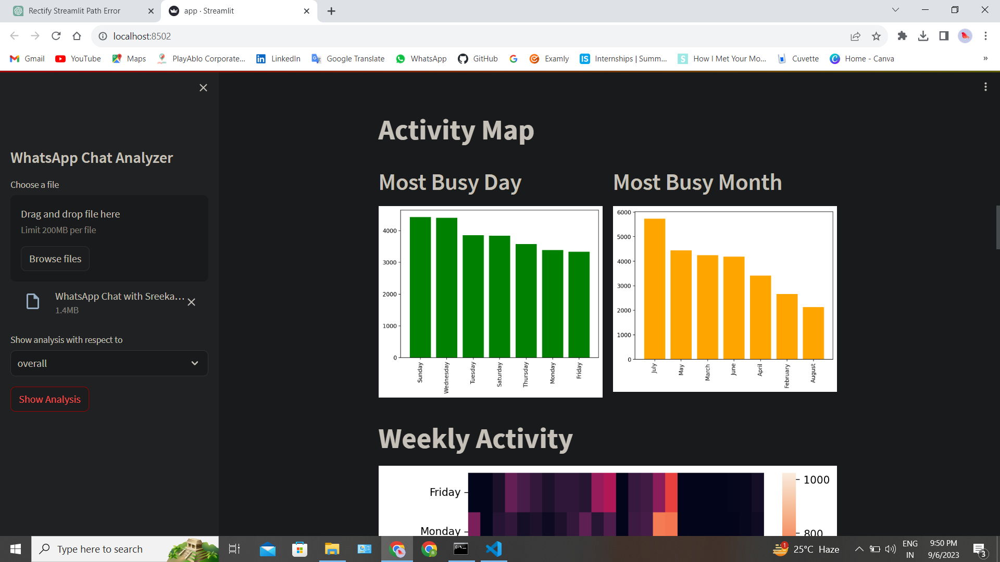 Rectify Streamlit Path Error
app · Streamlit
localhost:8502
Gmail
YouTube
Maps
PlayAblo Corporate...
LinkedIn
Google Translate
WhatsApp
GitHub
Examly
IS
Internships | Summ...
S
How I Met Your Mo...
Cuvette
C
Home - Canva
»
WhatsApp Chat Analyzer
Choose a file
Drag and drop file here
Limit 200MB per file
Browse files
WhatsApp Chat with Sreeka...
1.4MB
Show analysis with respect to
overall
Show Analysis
Activity Map
Most Busy Day
4000
3000
2000
1000
0
Sunday
Wednesday
Tuesday
Saturday
Thursday
Monday
Friday
Most Busy Month
6000
5000
4000
3000
2000
1000
0
July
May
March
June
April
February
August
Weekly Activity
Friday
Monday
1000
800
Type here to search
1
25°C Haze
ENG
IN
9:50 PM
9/6/2023
3